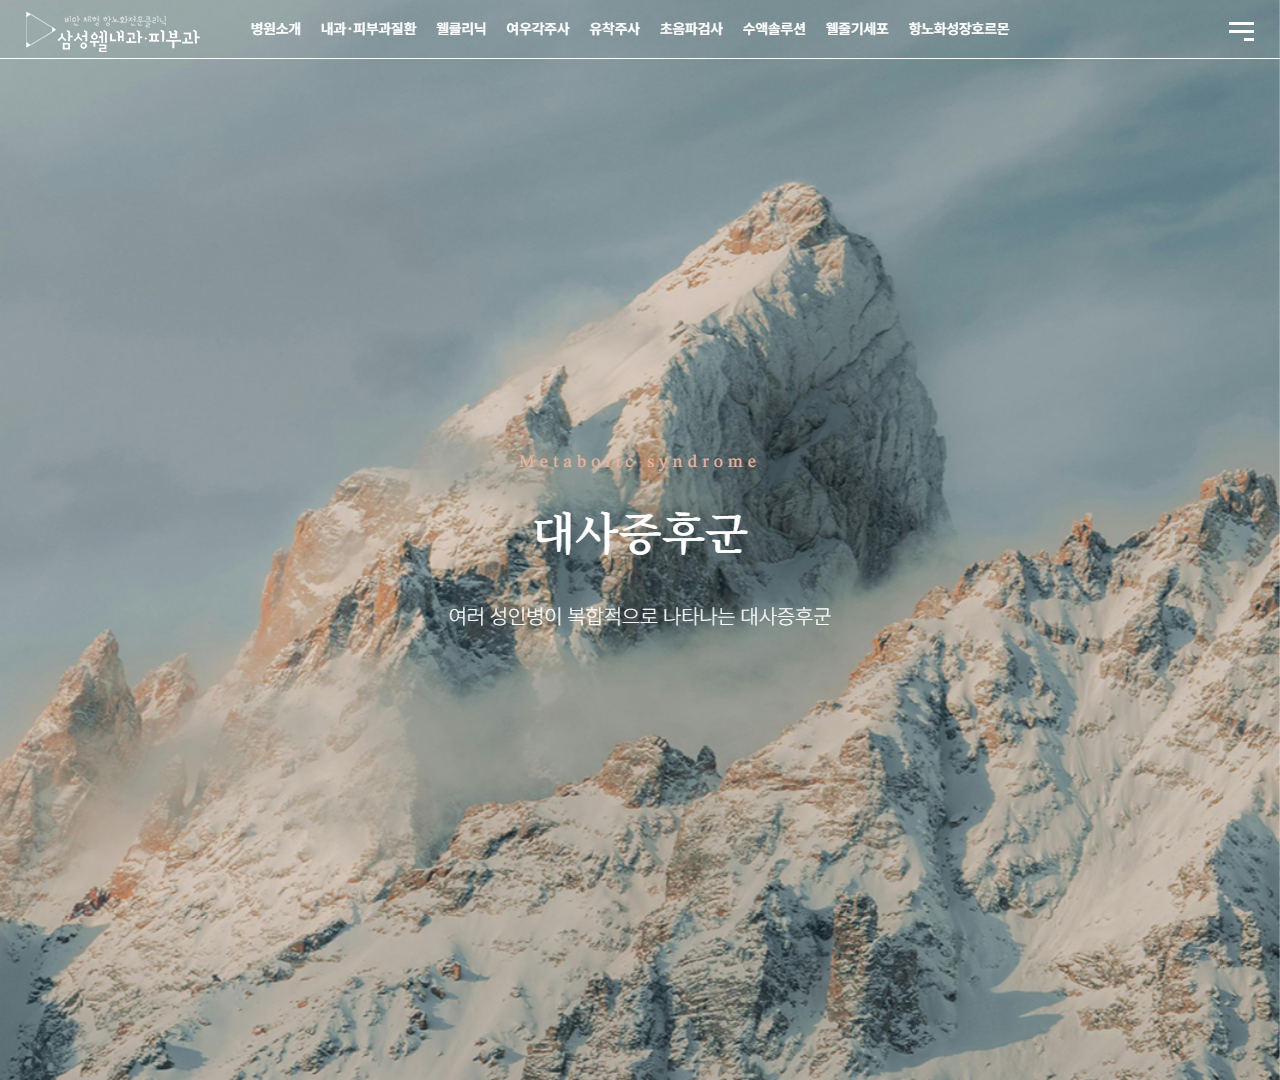 비만 체형 항노화전문클리닉
삼성웰내과·피부과
병원소개 내과·피부과질환 웰클리닉 여우각주사 유착주사 초음파검사 수액솔루션 웰줄기세포 항노화성장호르몬
Metabolic syndrome
대사증후군
여러 성인병이 복합적으로 나타나는 대사증후군